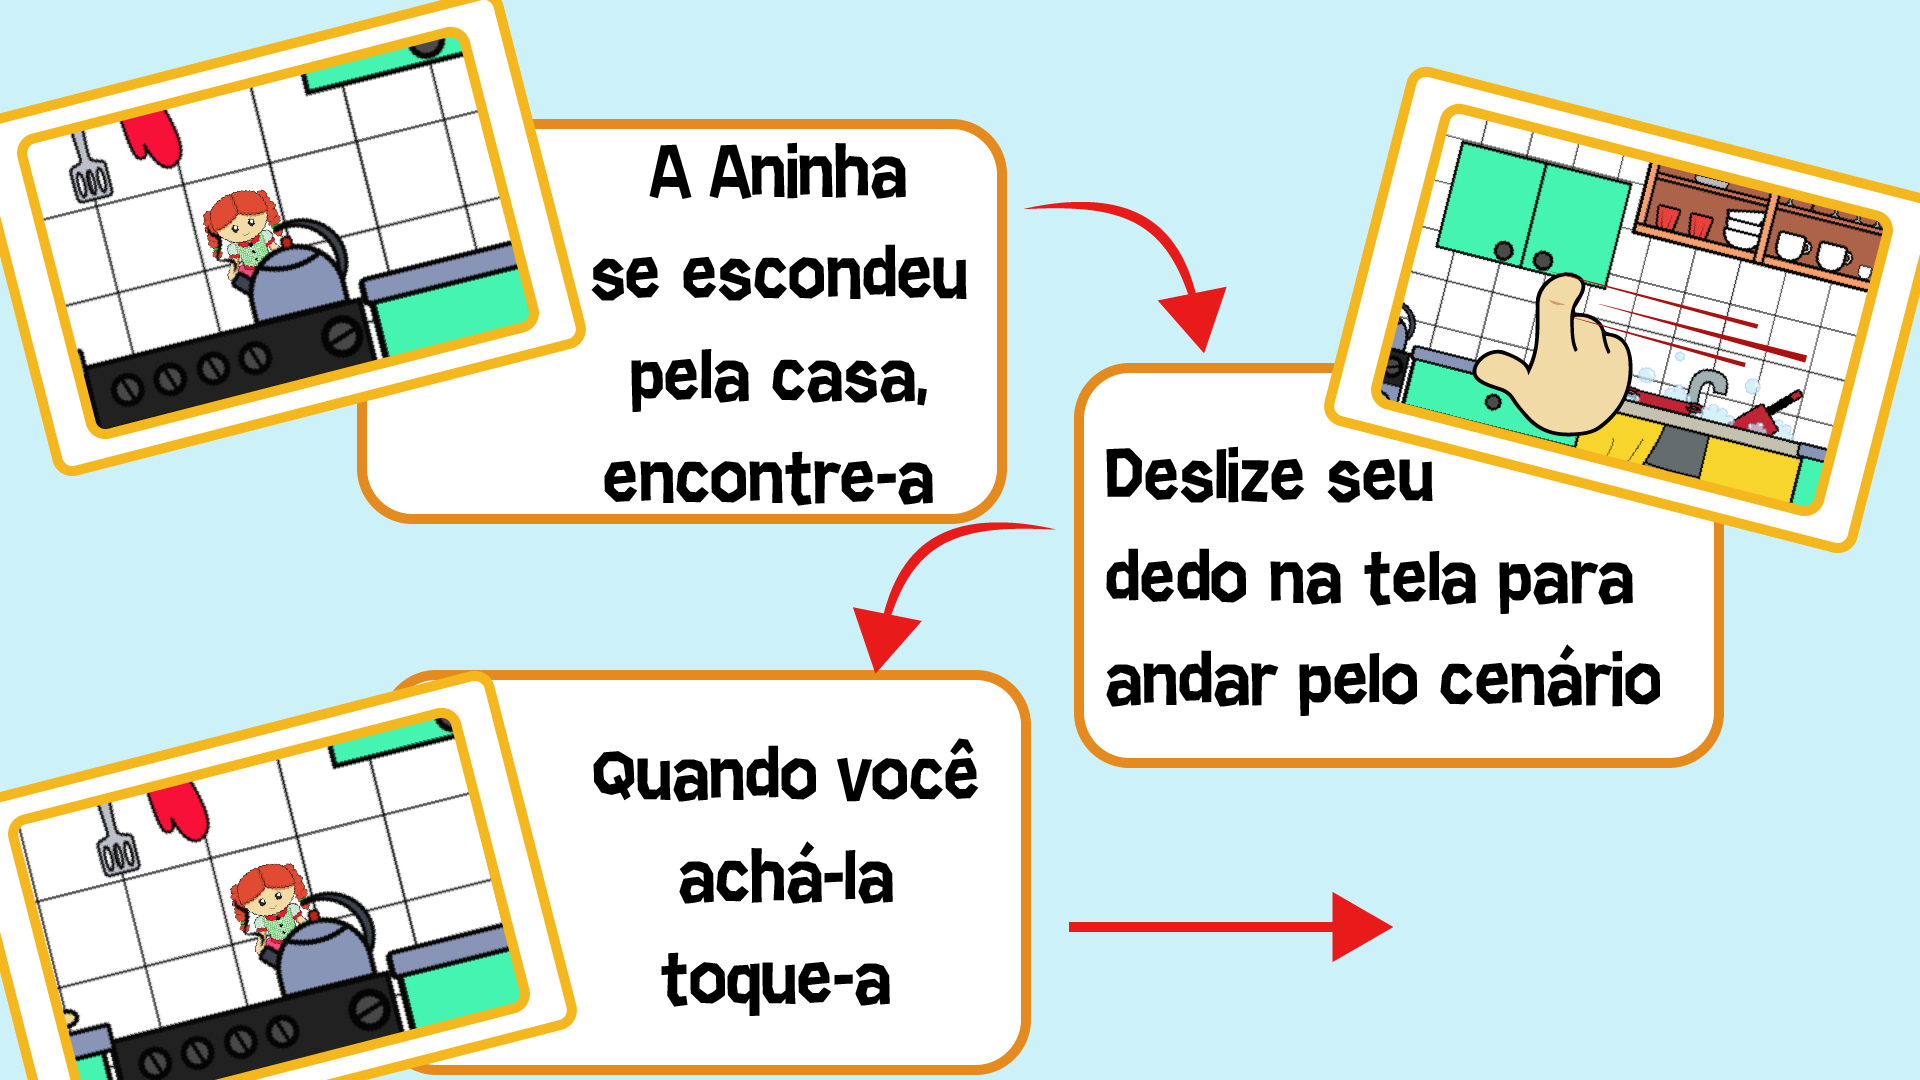 A Aninha
se escondeu
pela casa,
encontre-a
Deslize seu
dedo na tela para
andar pelo cenário
Quando você
achá-la
toque-a